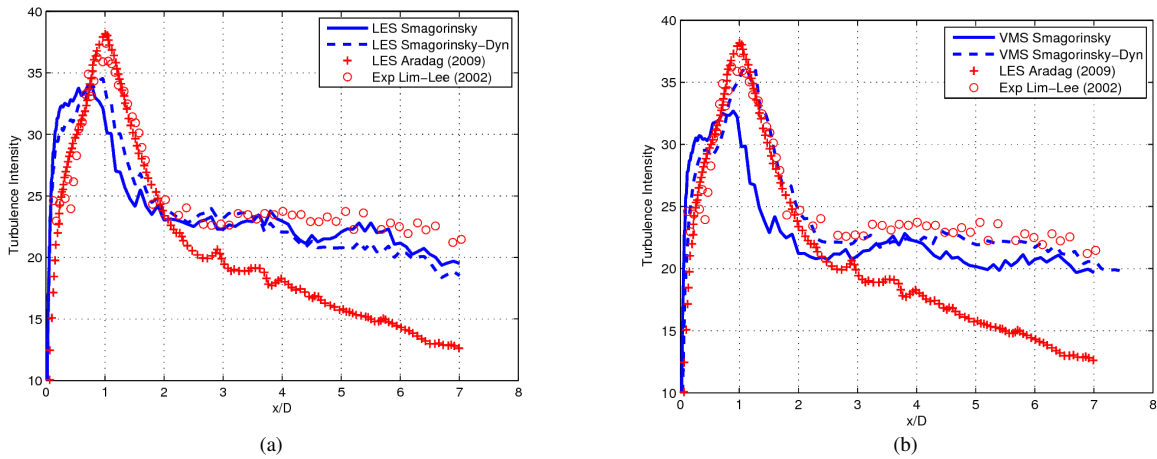 40
35
30
25
20
15
10
0
1
2
3
4
5
6
7
8
Turbulence Intensity
x/D
LES Smagorinsky
LES Smagorinsky-Dyn
LES Aradag (2009)
Exp Lim-Lee (2002)
(a)
40
35
30
25
20
15
10
0
1
2
3
4
5
6
7
8
Turbulence Intensity
x/D
VMS Smagorinsky
VMS Smagorinsky-Dyn
LES Aradag (2009)
Exp Lim-Lee (2002)
(b)